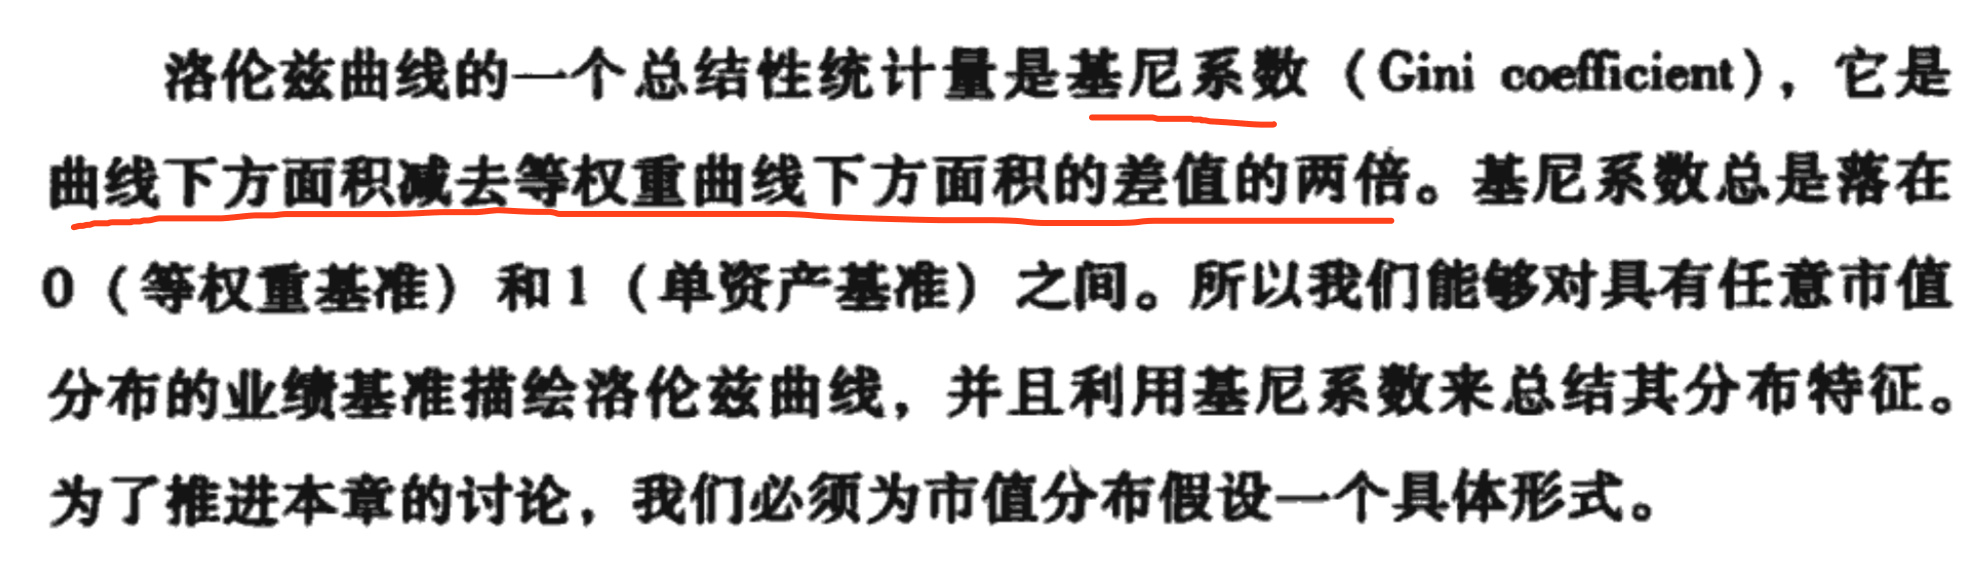 洛伦兹曲线的一个总结性统计量是基尼系数（Gini coefficient），它是
曲线下方面积减去等权重曲线下方面积的差值的两倍。基尼系数总是落在
0（等权重基准）和1（单资产基准）之间。所以我们能够对具有任意市值
分布的业绩基准描绘洛伦兹曲线，并且利用基尼系数来总结其分布特征。
为了推进本章的讨论，我们必须为市值分布假设一个具体形式。